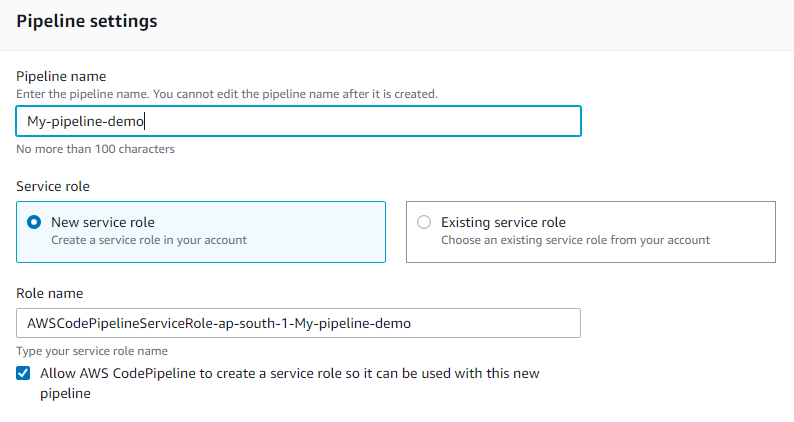 Pipeline settings
Pipeline name
Enter the pipeline name. You cannot edit the pipeline name after it is created.
My-pipeline-demo
No more than 100 characters
Service role
New service role
Create a service role in your account
Existing service role
Choose an existing service role from your account
Role name
AWSCodePipelineServiceRole-ap-south-1-My-pipeline-demo
Type your service role name
Allow AWS CodePipeline to create a service role so it can be used with this new
pipeline